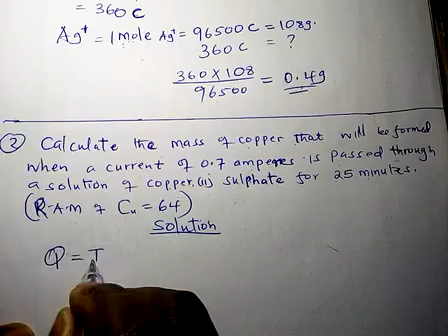 = 360 C
Ag⁺ = 1 mole Ag⁺ = 96500 C = 108g.
360 C = ?
360 × 108
96500
= 0.4g
② Calculate the mass of copper that will be formed
when a current of 0.7 amperes is passed through
a solution of copper (II) sulphate for 25 minutes.
(R.A.M of Cu = 64)
Solution
Q = I